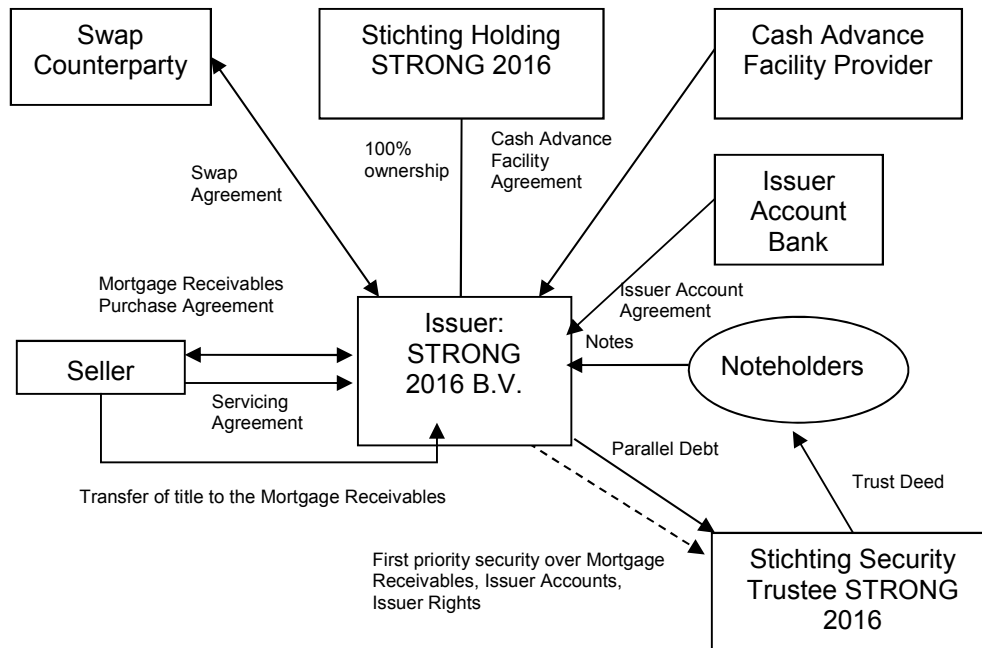 Swap
Counterparty
Stichting Holding
STRONG 2016
Cash Advance
Facility Provider
100%
ownership
Cash Advance
Facility
Agreement
Swap
Agreement
Issuer
Account
Bank
Mortgage Receivables
Purchase Agreement
Issuer Account
Agreement
Issuer:
STRONG
2016 B.V.
Notes
Seller
Noteholders
Servicing
Agreement
Parallel Debt
Trust Deed
Transfer of title to the Mortgage Receivables
First priority security over Mortgage
Receivables, Issuer Accounts,
Issuer Rights
Stichting Security
Trustee STRONG
2016